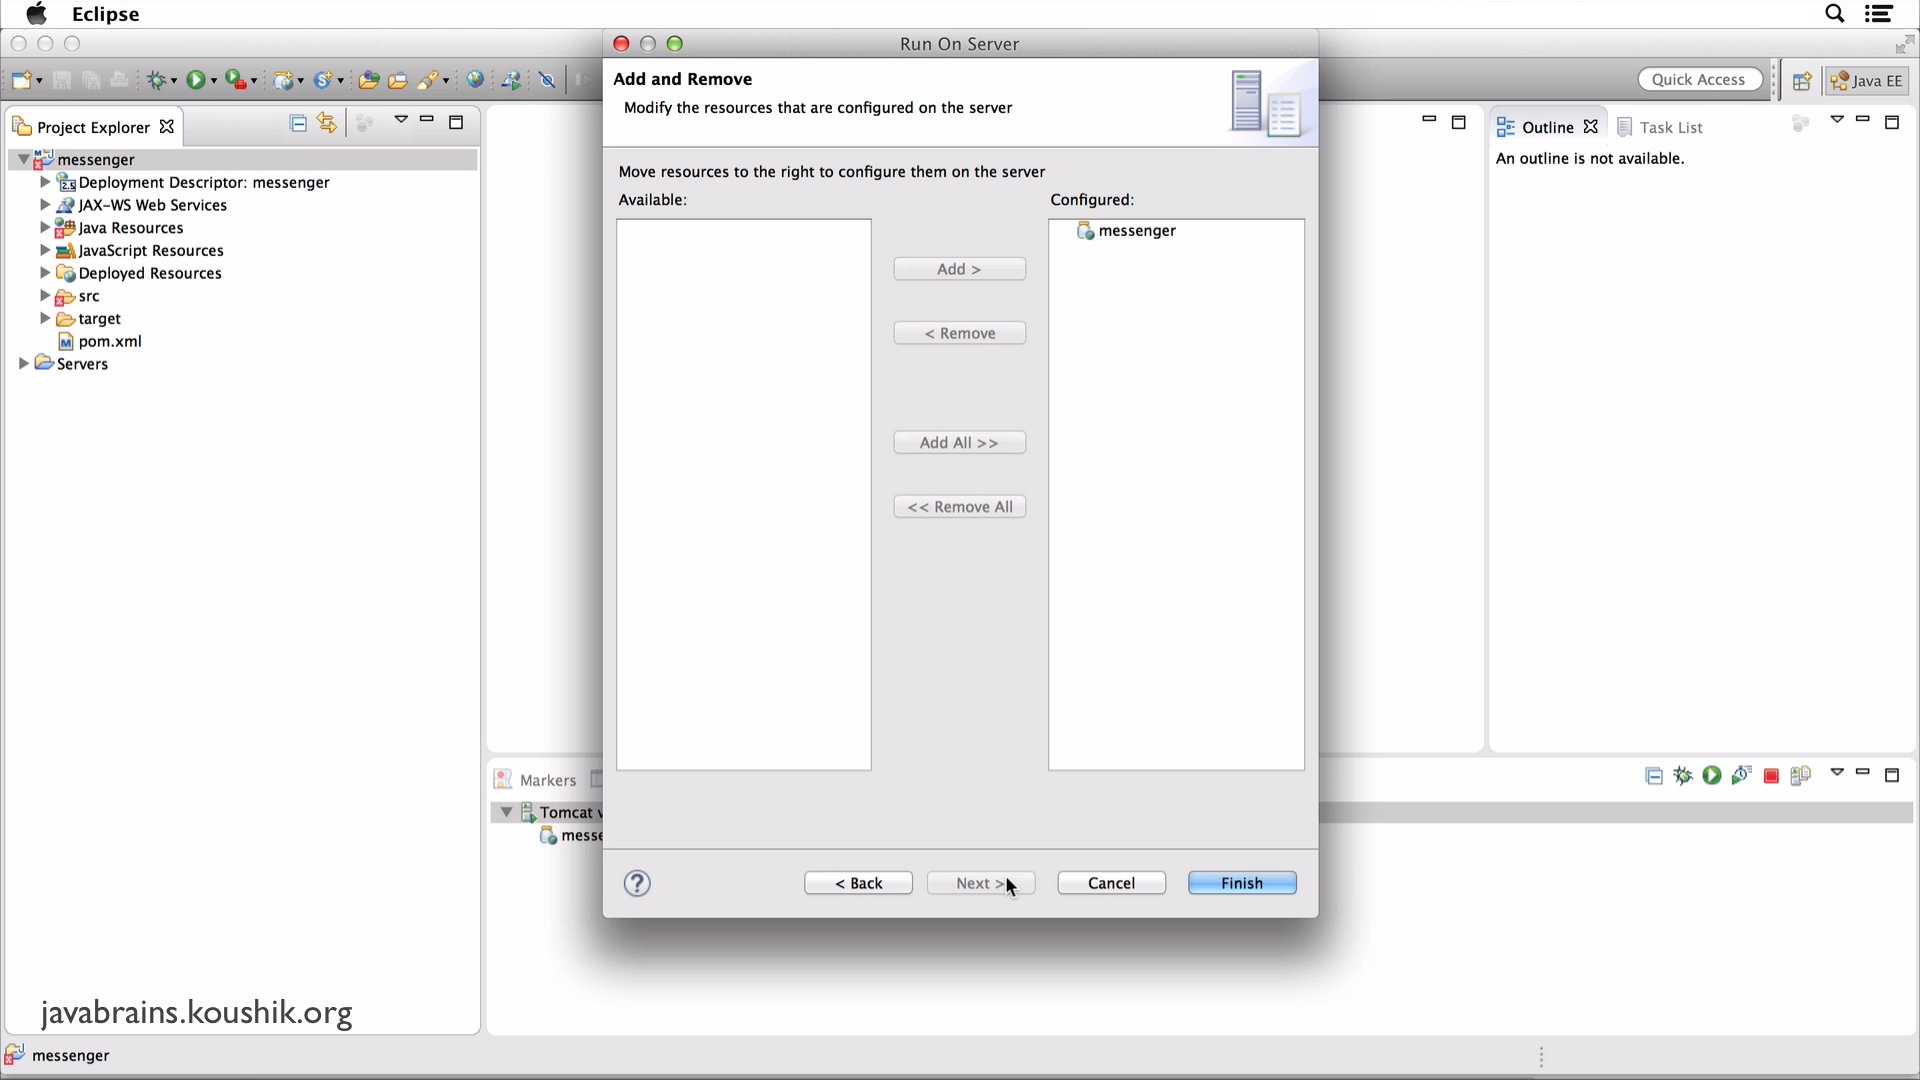 Eclipse
Run On Server
Add and Remove
Modify the resources that are configured on the server
Quick Access
Java EE
Project Explorer
Outline
Task List
An outline is not available.
messenger
Deployment Descriptor: messenger
JAX-WS Web Services
Java Resources
JavaScript Resources
Deployed Resources
src
target
pom.xml
Servers
Move resources to the right to configure them on the server
Available:
Configured:
messenger
Add >
< Remove
Add All >>
<< Remove All
Markers
Tomcat v
messe
< Back
Next >
Cancel
Finish
javabrains.koushik.org
messenger